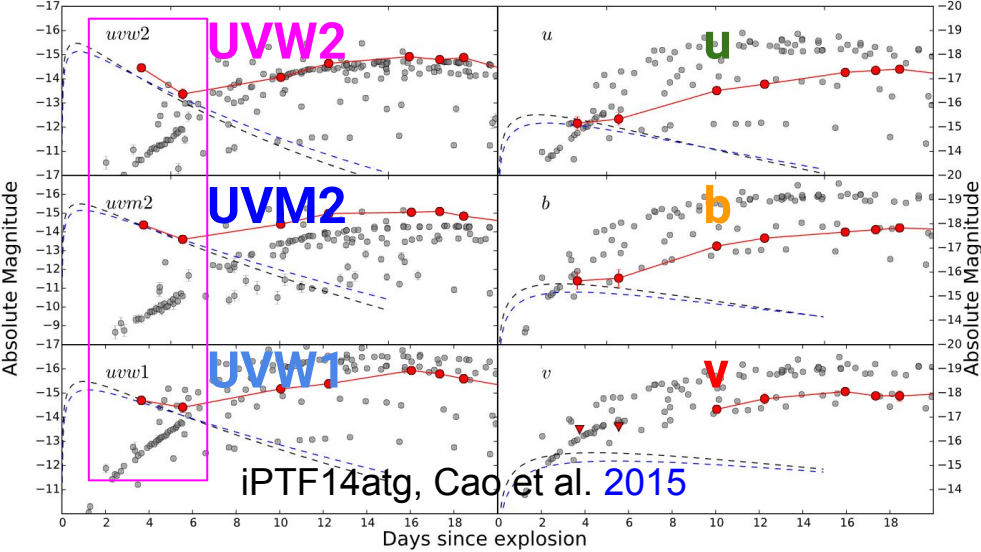 Absolute Magnitude
−17
−16
−15
−14
−13
−12
−11
−17
uvw2
UVW2
−16
−15
−14
−13
−12
−11
−10
−9
−17
uvm2
UVM2
−16
−15
−14
−13
−12
−11
uvw1
UVW1
u
u
−20
−19
−18
−17
−16
−15
−14
−20
b
b
−19
−18
−17
−16
−15
−14
−20
v
v
−19
−18
−17
−16
−15
−14
Absolute Magnitude
iPTF14atg, Cao et al. 2015
0 2 4 6 8 10 12 14 16 18 0 2 4 6 8 10 12 14 16 18
Days since explosion